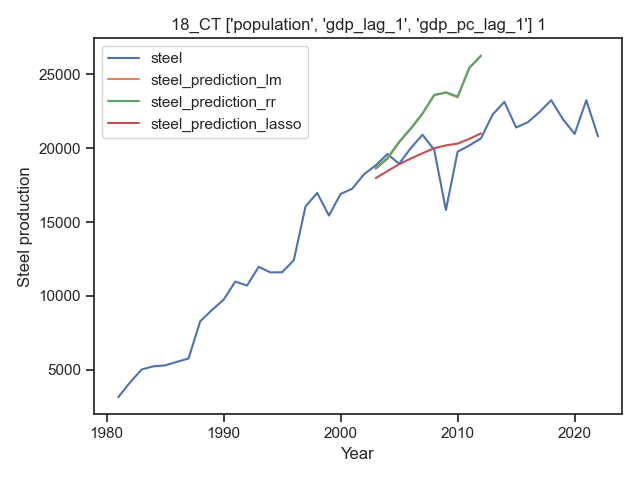 18_CT ['population', 'gdp_lag_1', 'gdp_pc_lag_1'] 1
steel
steel_prediction_lm
steel_prediction_rr
steel_prediction_lasso
25000
20000
15000
10000
5000
Steel production
1980
1990
2000
2010
2020
Year